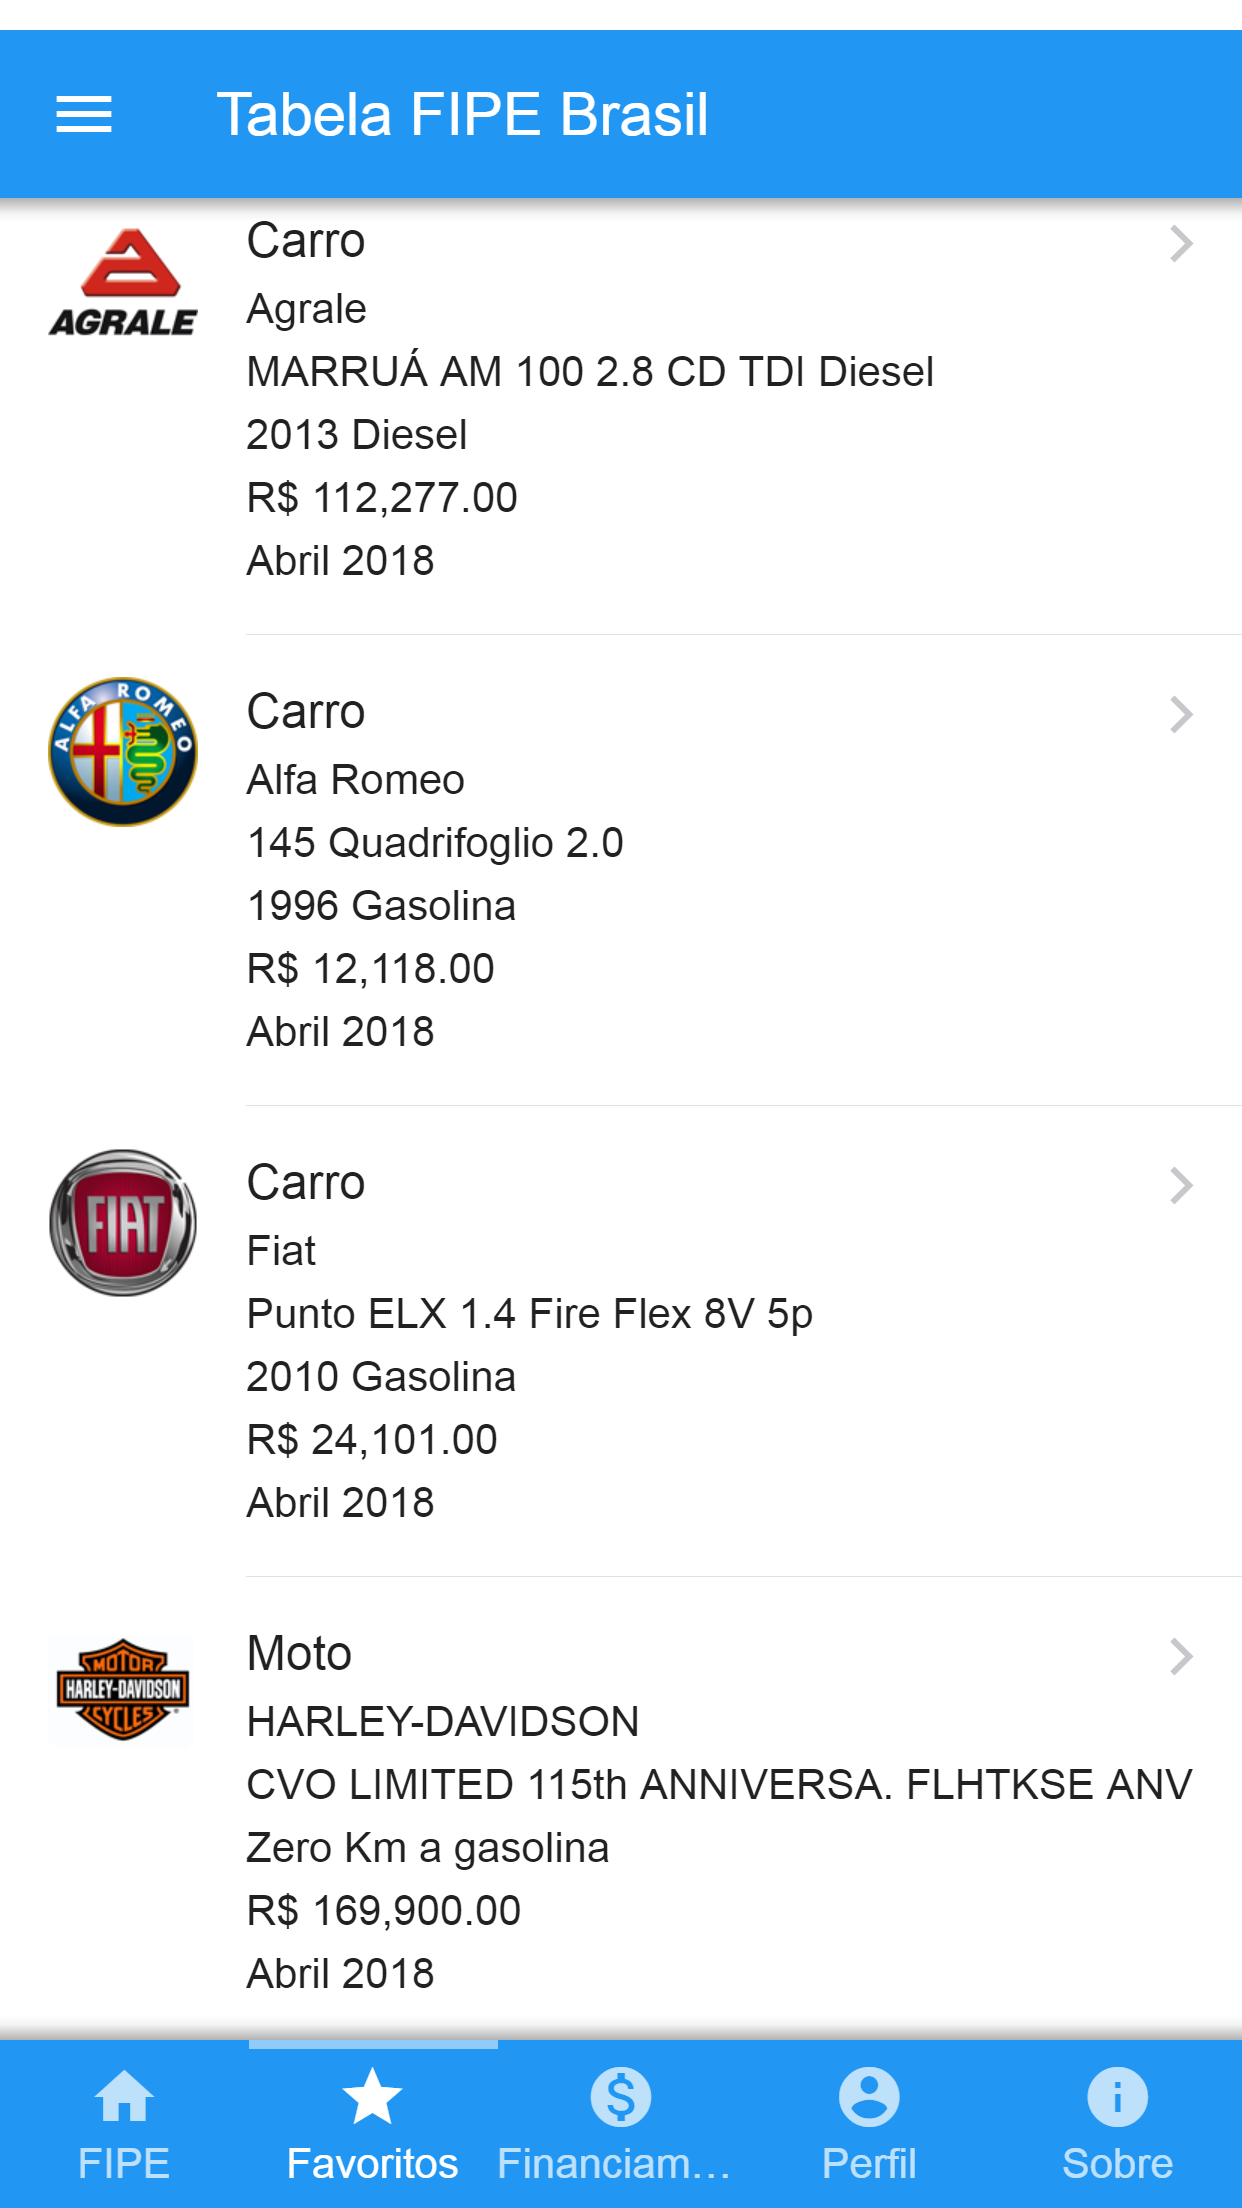 Tabela FIPE Brasil
AGRALE
Carro
Agrale
MARRUÁ AM 100 2.8 CD TDI Diesel
2013 Diesel
R$ 112,277.00
Abril 2018
ALFA ROMEO
Carro
Alfa Romeo
145 Quadrifoglio 2.0
1996 Gasolina
R$ 12,118.00
Abril 2018
FIAT
Carro
Fiat
Punto ELX 1.4 Fire Flex 8V 5p
2010 Gasolina
R$ 24,101.00
Abril 2018
MOTOR
HARLEY-DAVIDSON
CYCLES
Moto
HARLEY-DAVIDSON
CVO LIMITED 115th ANNIVERSA. FLHTKSE ANV
Zero Km a gasolina
R$ 169,900.00
Abril 2018
FIPE
Favoritos
Financiam...
Perfil
Sobre